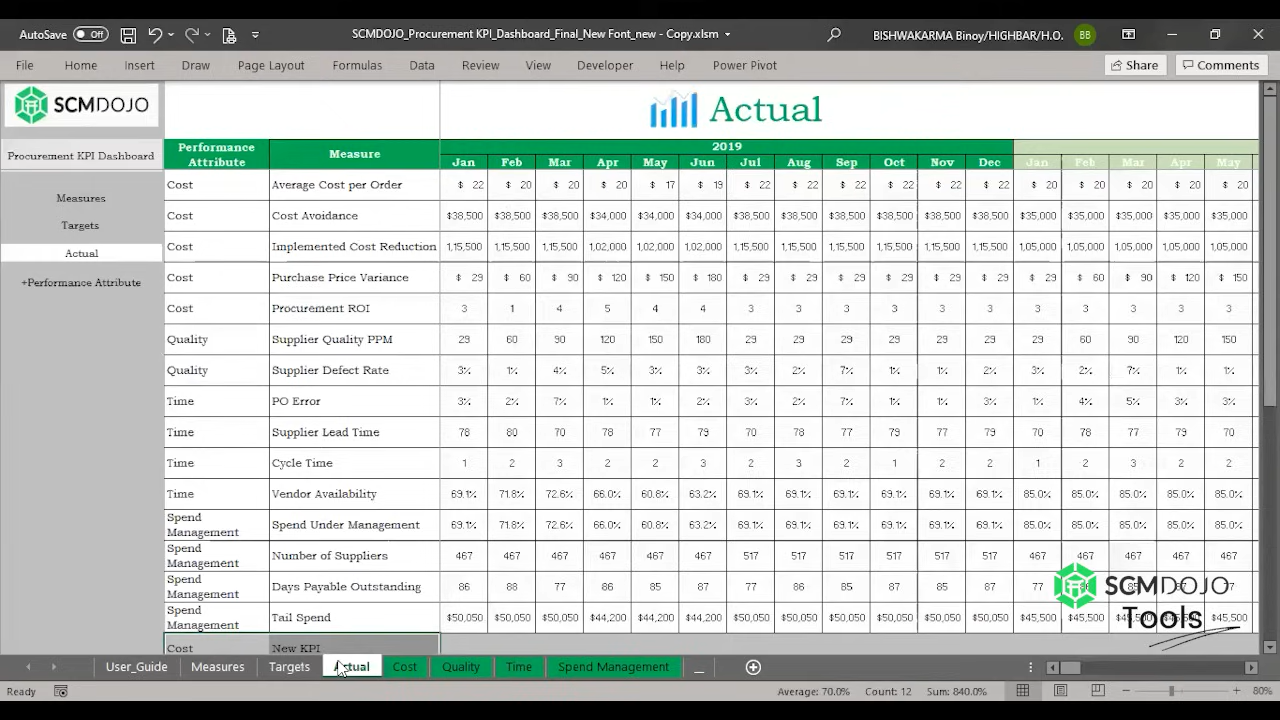 AutoSave Off SCMDOJO_Procurement KPI_Dashboard_Final_New Font_new - Copy.xlsm BISHWAKARMA Binoy/HIGHBAR/H.O. BB
File Home Insert Draw Page Layout Formulas Data Review View Developer Help Power Pivot Share Comments
SCMDOJO
Procurement KPI Dashboard
Measures
Targets
Actual
+Performance Attribute
Actual
Performance Attribute Measure 2019
Jan Feb Mar Apr May Jun Jul Aug Sep Oct Nov Dec Jan Feb Mar Apr May
Cost Average Cost per Order $ 22 $ 20 $ 20 $ 20 $ 17 $ 19 $ 22 $ 22 $ 22 $ 22 $ 22 $ 22 $ 20 $ 20 $ 20 $ 20 $ 20
Cost Cost Avoidance $38,500 $38,500 $38,500 $34,000 $34,000 $34,000 $38,500 $38,500 $38,500 $38,500 $38,500 $38,500 $35,000 $35,000 $35,000 $35,000 $35,000
Cost Implemented Cost Reduction 1,15,500 1,15,500 1,15,500 1,02,000 1,02,000 1,02,000 1,15,500 1,15,500 1,15,500 1,15,500 1,15,500 1,15,500 1,05,000 1,05,000 1,05,000 1,05,000 1,05,000
Cost Purchase Price Variance $ 29 $ 60 $ 90 $ 120 $ 150 $ 180 $ 29 $ 29 $ 29 $ 29 $ 29 $ 29 $ 29 $ 60 $ 90 $ 120 $ 150
Cost Procurement ROI 3 1 4 5 4 4 3 3 3 3 3 3 3 3 3 3 3
Quality Supplier Quality PPM 29 60 90 120 150 180 29 29 29 29 29 29 29 60 90 120 150
Quality Supplier Defect Rate 3% 1% 4% 5% 3% 3% 3% 2% 7% 1% 1% 2% 3% 2% 7% 1% 1%
Time PO Error 3% 2% 7% 1% 1% 2% 3% 2% 7% 1% 1% 3% 1% 4% 5% 3% 3%
Time Supplier Lead Time 78 80 70 78 77 79 70 78 77 79 77 79 70 78 77 79 70
Time Cycle Time 1 2 3 2 2 3 2 3 2 1 2 2 1 2 3 2 2
Time Vendor Availability 69.1% 71.8% 72.6% 66.0% 60.8% 63.2% 69.1% 69.1% 69.1% 69.1% 69.1% 69.1% 85.0% 85.0% 85.0% 85.0% 85.0%
Spend Management Spend Under Management 69.1% 71.8% 72.6% 66.0% 60.8% 63.2% 69.1% 69.1% 69.1% 69.1% 69.1% 69.1% 85.0% 85.0% 85.0% 85.0% 85.0%
Spend Management Number of Suppliers 467 467 467 467 467 467 517 517 517 517 517 517 467 467 467 467 467
Spend Management Days Payable Outstanding 86 88 77 86 85 87 86 86 85 87 85 87 77
Spend Management Tail Spend $50,050 $50,050 $50,050 $44,200 $44,200 $44,200 $50,050 $50,050 $50,050 $50,050 $50,050 $50,050 $45,500 $45,500 $45,500
Cost New KPI
SCMDOJO
Tools
User_Guide Measures Targets Actual Cost Quality Time Spend Management
Ready Average: 70.0% Count: 12 Sum: 840.0% 80%